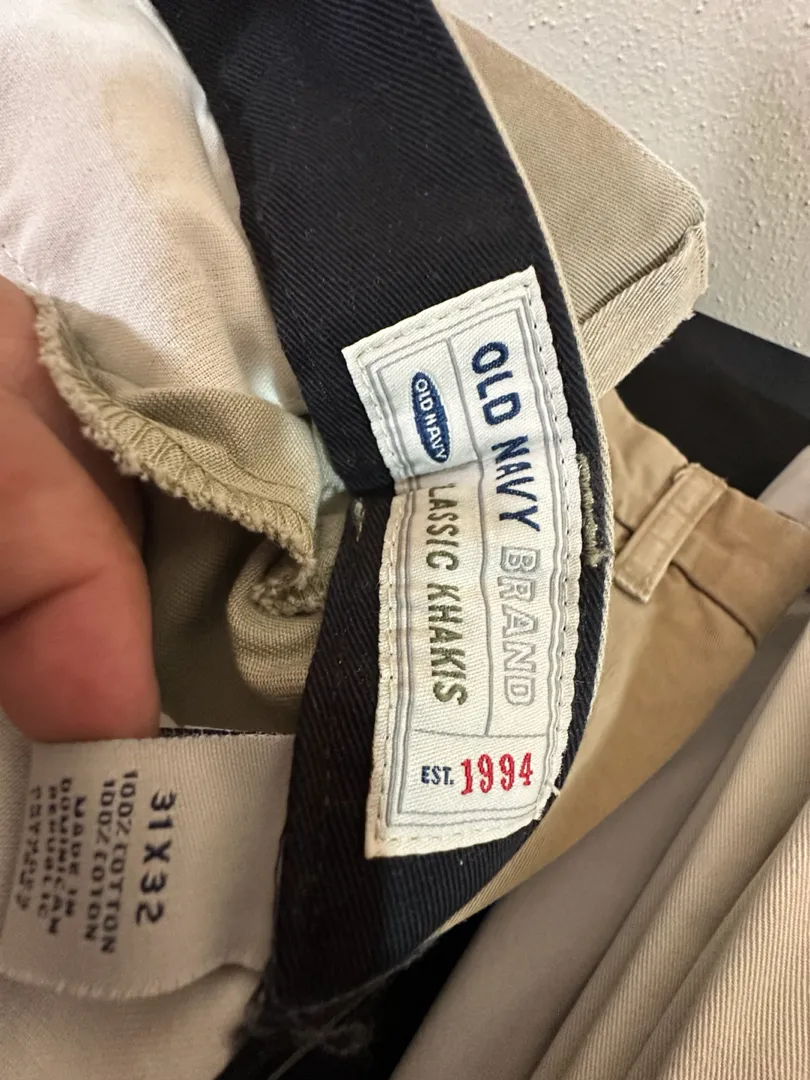 OLD NAVY BRAND
OLD NAVY
LASSIC KHAKIS
EST. 1994
31X32
100% COTTON
100% COTON
MADE IN
DOMINICAN
REPUBLIC